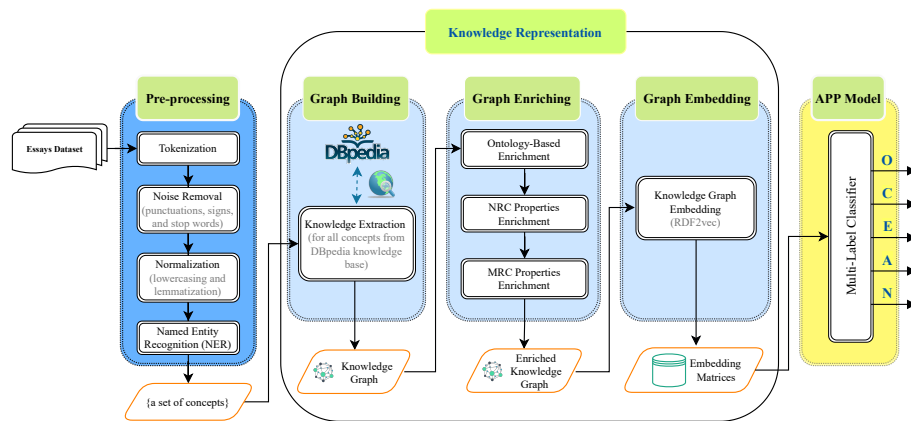 Knowledge Representation
Pre-processing
Graph Building
Graph Enriching
Graph Embedding
APP Model
Essays Dataset
Tokenization
Noise Removal
(punctuations, signs,
and stop words)
Normalization
(lowercasing and
lemmatization)
Named Entity
Recognition (NER)
{a set of concepts}
DBpedia
Knowledge Extraction
(for all concepts from
DBpedia knowledge
base)
Knowledge
Graph
Ontology-Based
Enrichment
NRC Properties
Enrichment
MRC Properties
Enrichment
Enriched
Knowledge
Graph
Knowledge Graph
Embedding
(RDF2vec)
Embedding
Matrices
Multi-Label Classifier
O
C
E
A
N